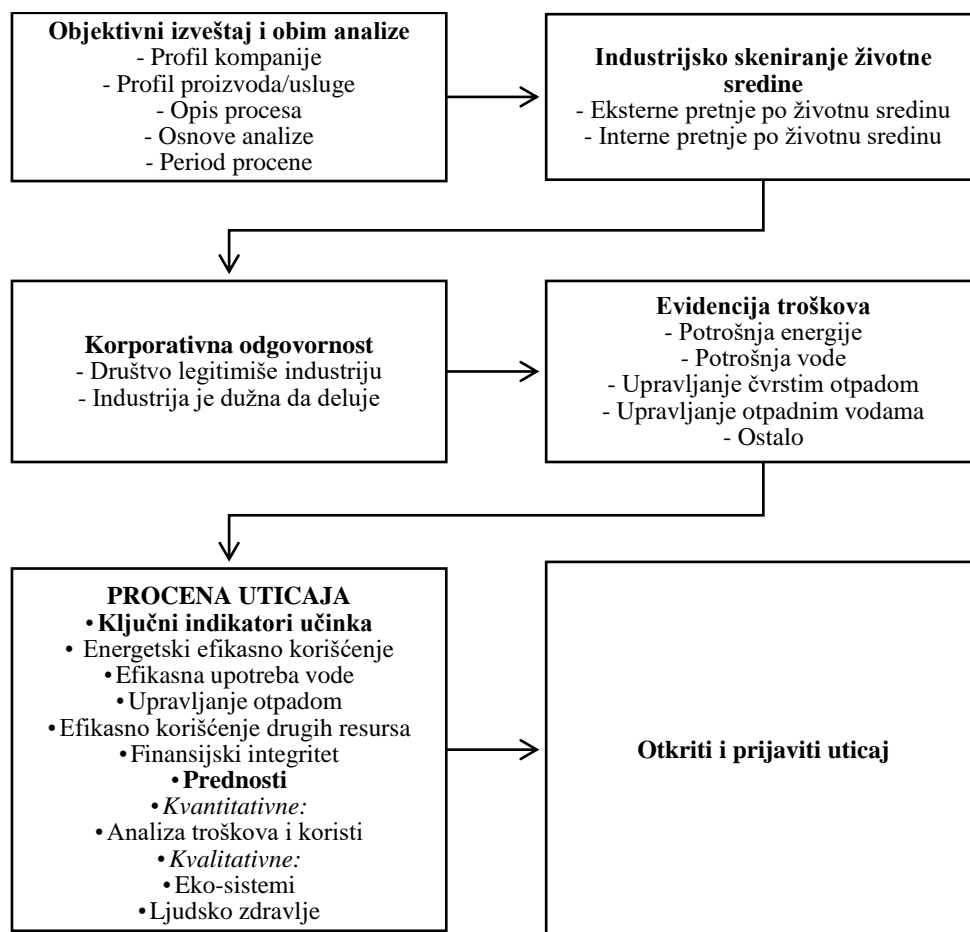 Objektivni izveštaj i obim analize
- Profil kompanije
- Profil proizvoda/usluge
- Opis procesa
- Osnove analize
- Period procene
Industrijsko skeniranje životne
sredine
- Eksterne pretnje po životnu sredinu
- Interne pretnje po životnu sredinu
Korporativna odgovornost
- Društvo legitimiše industriju
- Industrija je dužna da deluje
Evidencija troškova
- Potrošnja energije
- Potrošnja vode
- Upravljanje čvrstim otpadom
- Upravljanje otpadnim vodama
- Ostalo
PROCENA UTICAJA
• Ključni indikatori učinka
• Energetski efikasno korišćenje
• Efikasna upotreba vode
• Upravljanje otpadom
• Efikasno korišćenje drugih resursa
• Finansijski integritet
• Prednosti
• Kvantitativne:
• Analiza troškova i koristi
• Kvalitativne:
• Eko-sistemi
• Ljudsko zdravlje
Otkriti i prijaviti uticaj